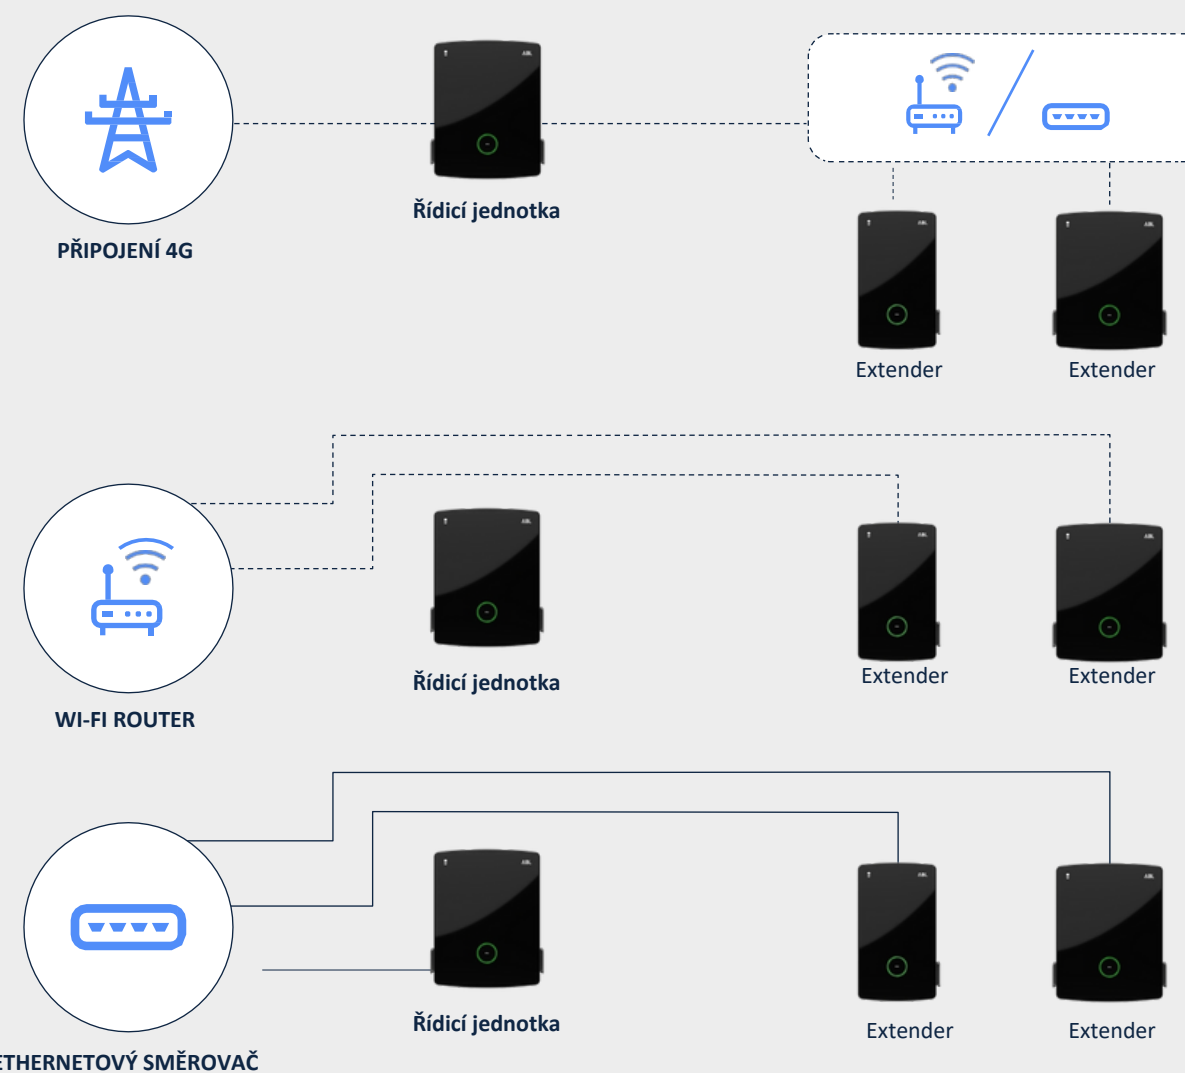 Řídicí jednotka
PŘIPOJENÍ 4G
Extender
Extender
Řídicí jednotka
Extender
Extender
WI-FI ROUTER
Řídicí jednotka
Extender
Extender
ETHERNETOVÝ SMĚROVAČ